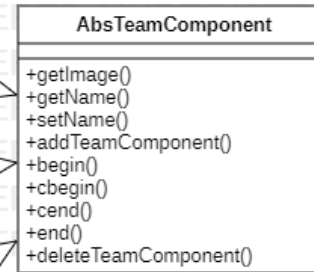 AbsTeamComponent
+getImage()
+getName()
+setName()
+addTeamComponent()
+begin()
+cbegin()
+cend()
+end()
+deleteTeamComponent()